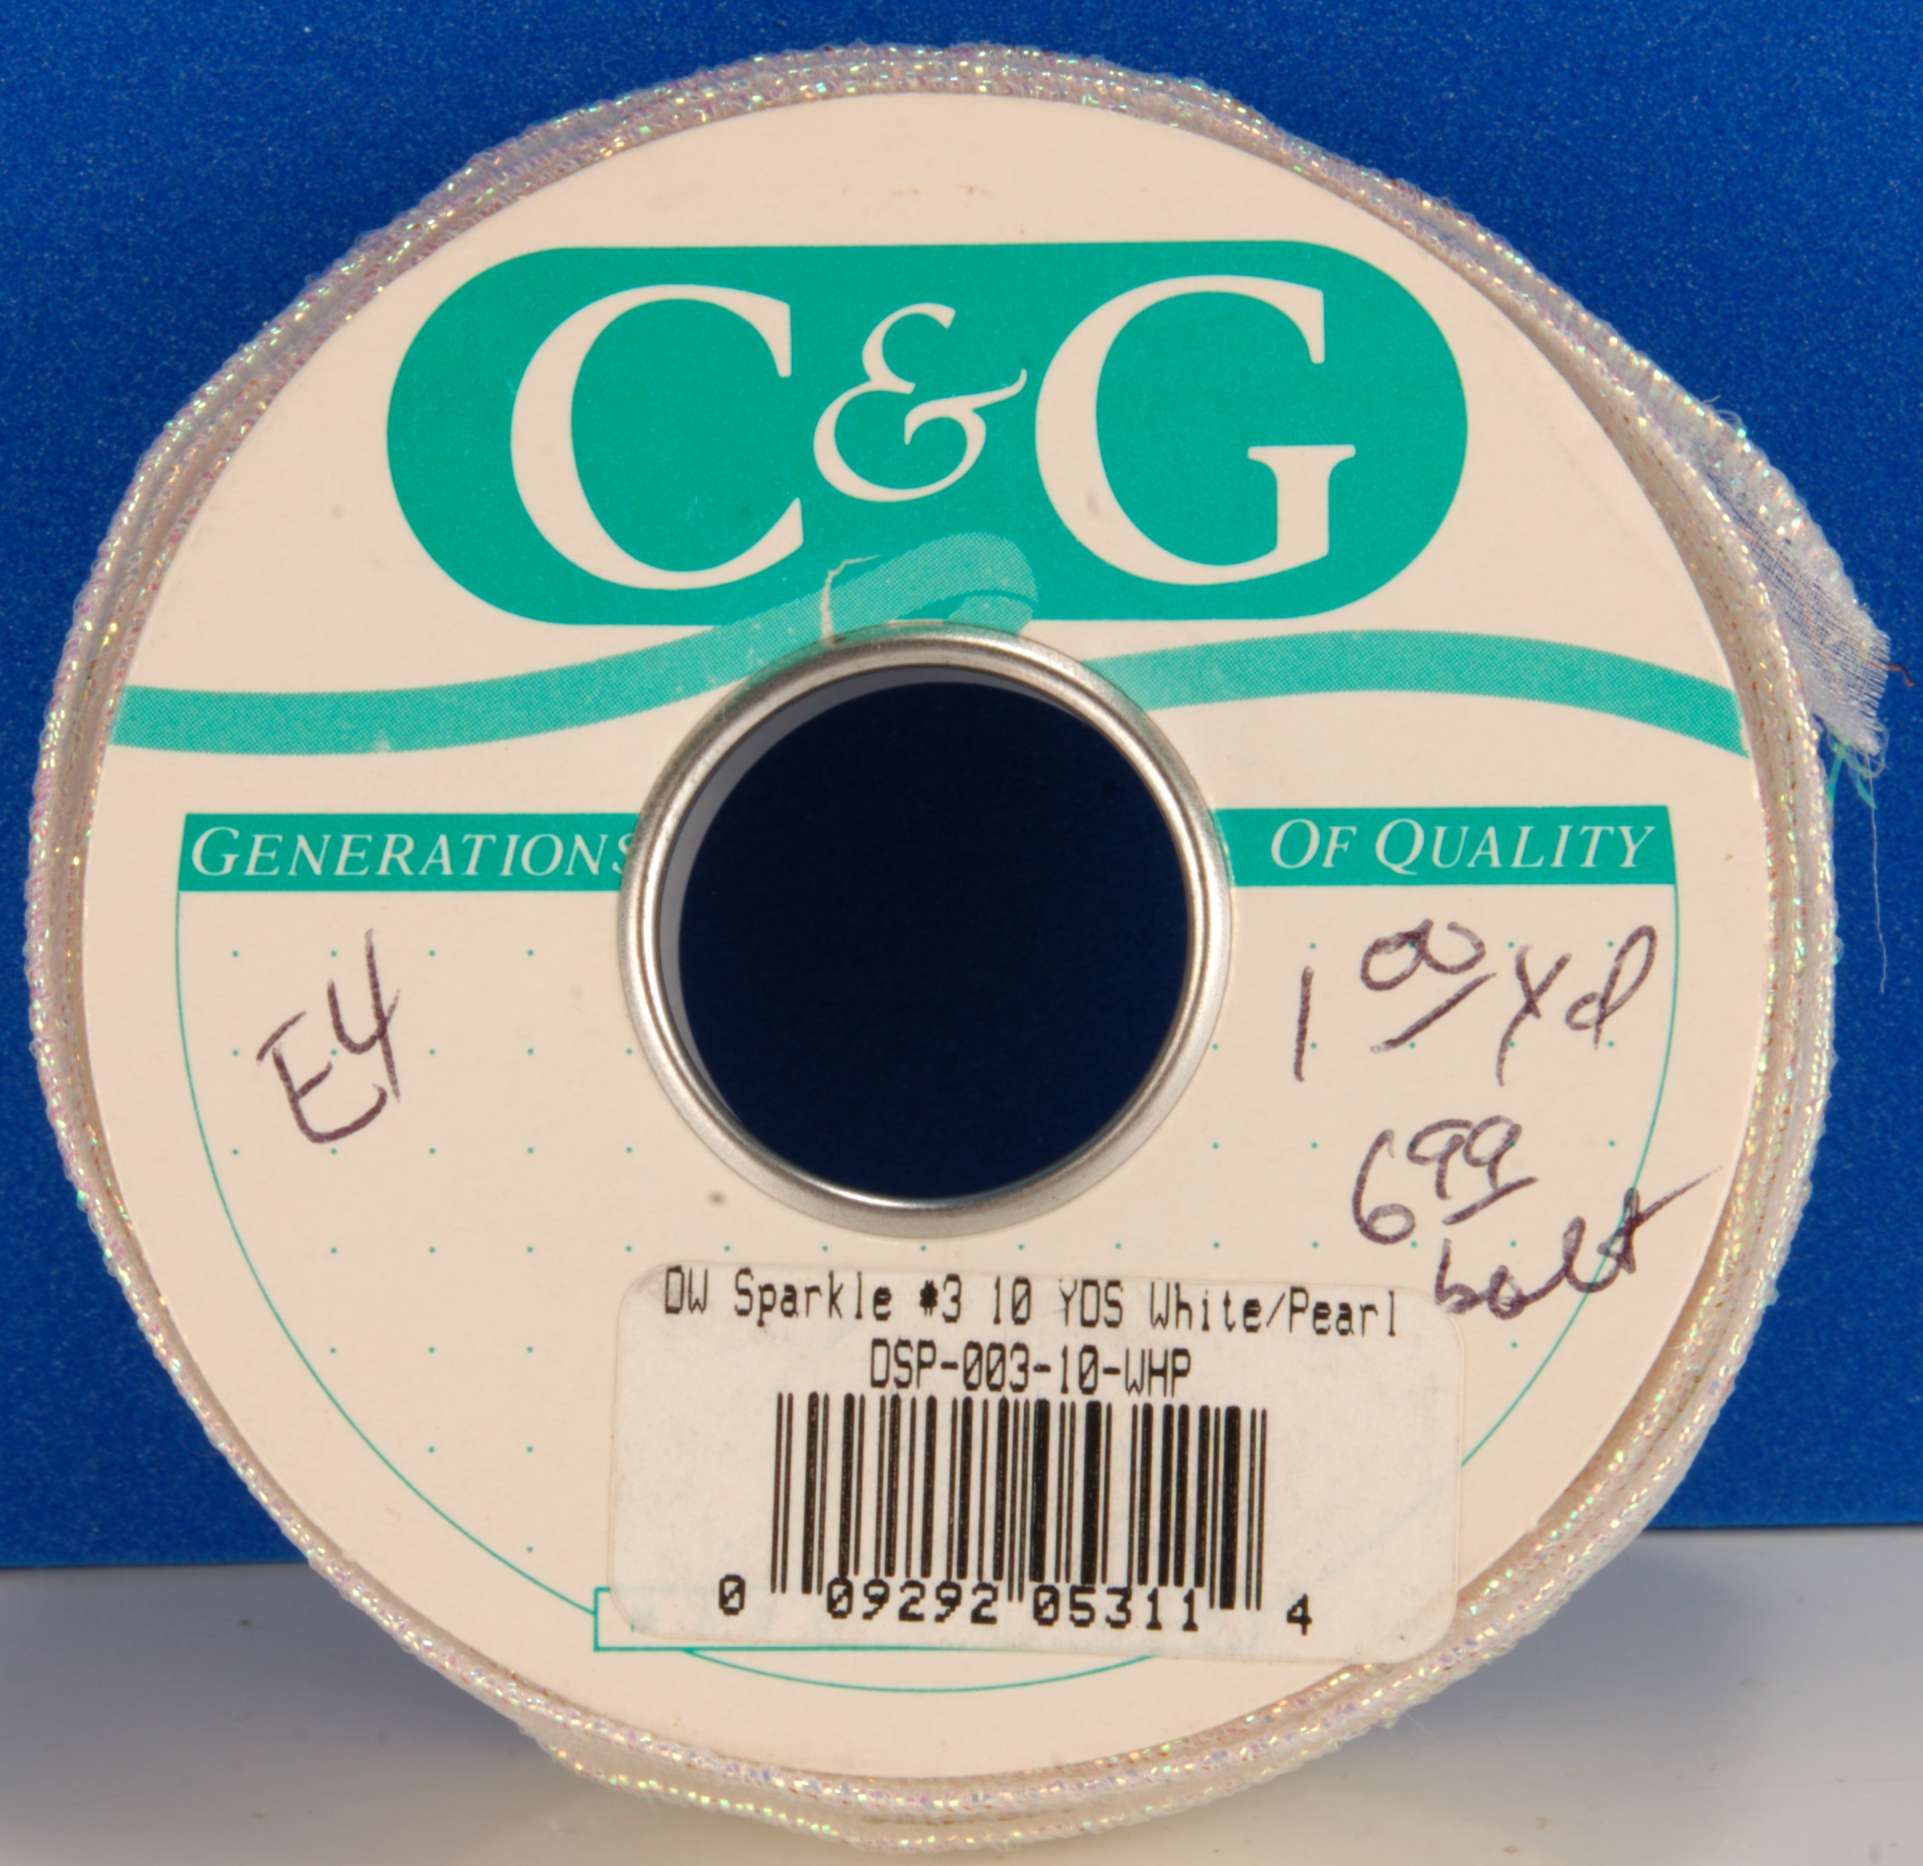 C&G
GENERATIONS OF QUALITY
E4
1 00/yd
6 99
bolt
DW Sparkle #3 10 YDS White/Pearl
DSP-003-10-WHP
0 09292 05311 4